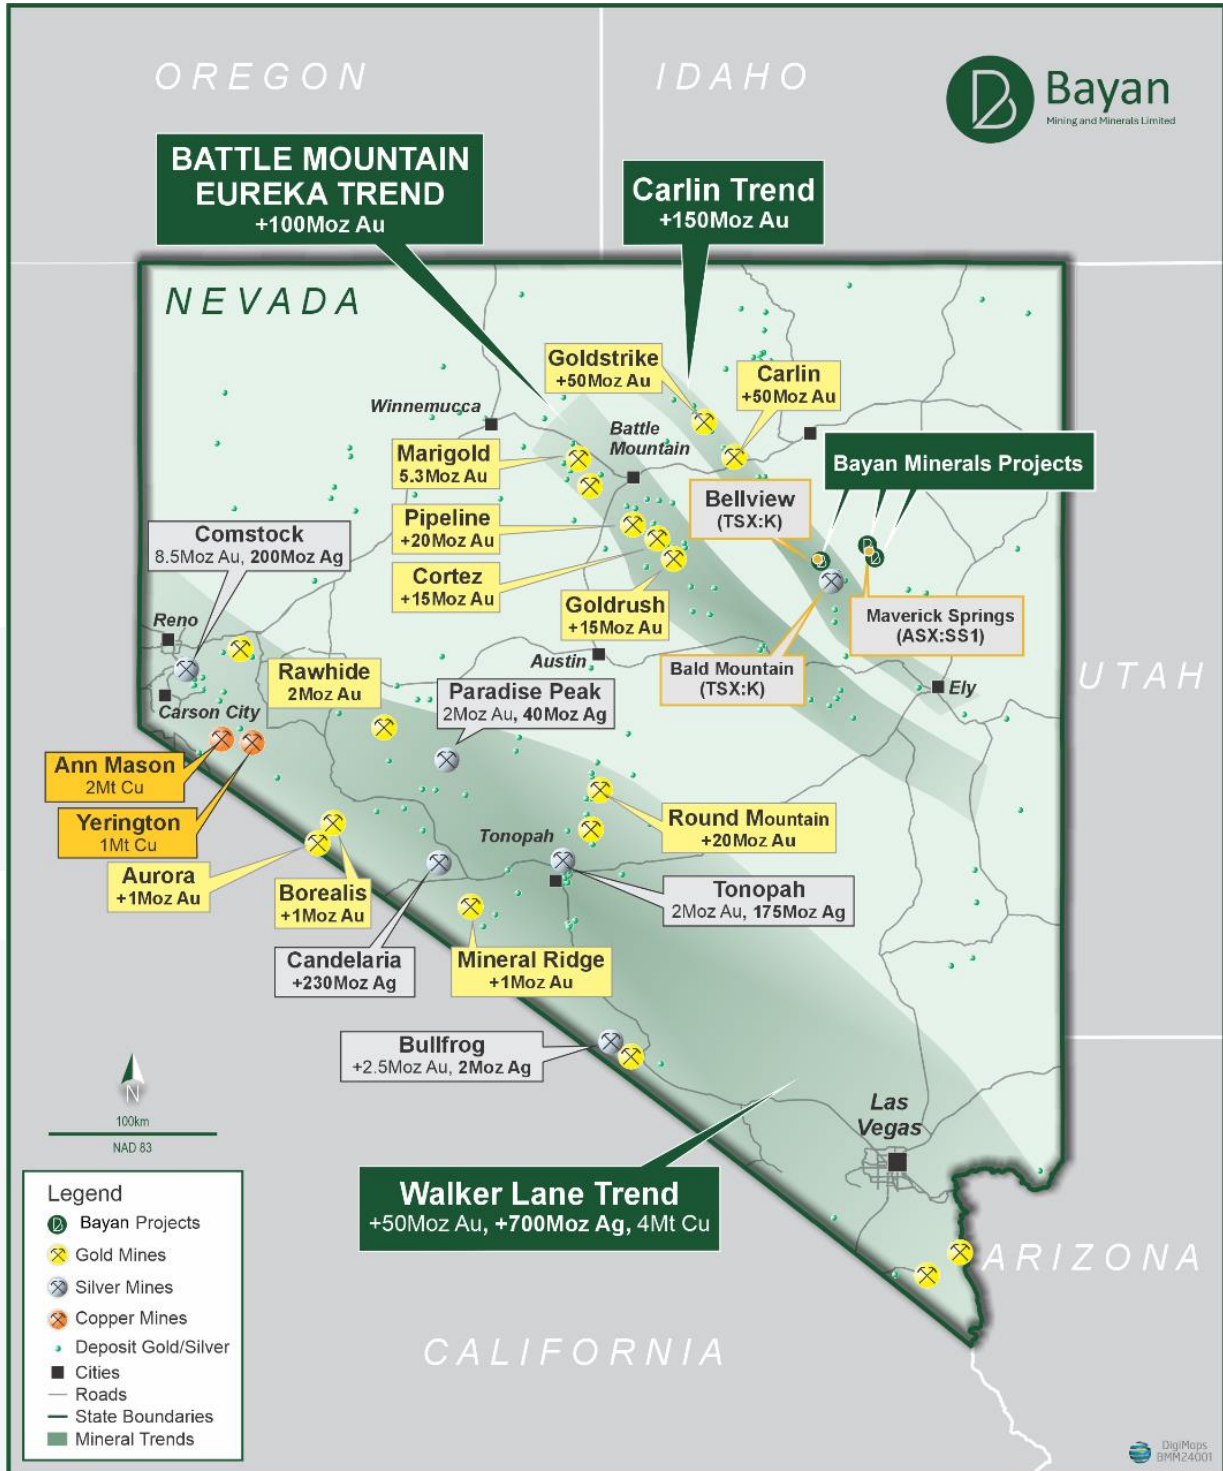 OREGON
IDAHO
Bayan
Mining and Minerals Limited
BATTLE MOUNTAIN
EUREKA TREND
+100Moz Au
Carlin Trend
+150Moz Au
NEVADA
Goldstrike
+50Moz Au
Carlin
+50Moz Au
Winnemucca
Battle
Mountain
Marigold
5.3Moz Au
Bayan Minerals Projects
Bellview
(TSX:K)
Pipeline
+20Moz Au
Comstock
8.5Moz Au, 200Moz Ag
Cortez
+15Moz Au
Goldrush
+15Moz Au
Maverick Springs
(ASX:SS1)
Reno
Austin
Bald Mountain
(TSX:K)
UTAH
Rawhide
2Moz Au
Paradise Peak
2Moz Au, 40Moz Ag
Ely
Carson City
Ann Mason
2Mt Cu
Yerington
1Mt Cu
Round Mountain
+20Moz Au
Tonopah
Aurora
+1Moz Au
Borealis
+1Moz Au
Tonopah
2Moz Au, 175Moz Ag
Candelaria
+230Moz Ag
Mineral Ridge
+1Moz Au
Bullfrog
+2.5Moz Au, 2Moz Ag
N
100km
NAD 83
Las
Vegas
Walker Lane Trend
+50Moz Au, +700Moz Ag, 4Mt Cu
Legend
Bayan Projects
Gold Mines
Silver Mines
Copper Mines
Deposit Gold/Silver
Cities
Roads
State Boundaries
Mineral Trends
ARIZONA
CALIFORNIA
DigiMaps
BMM24001